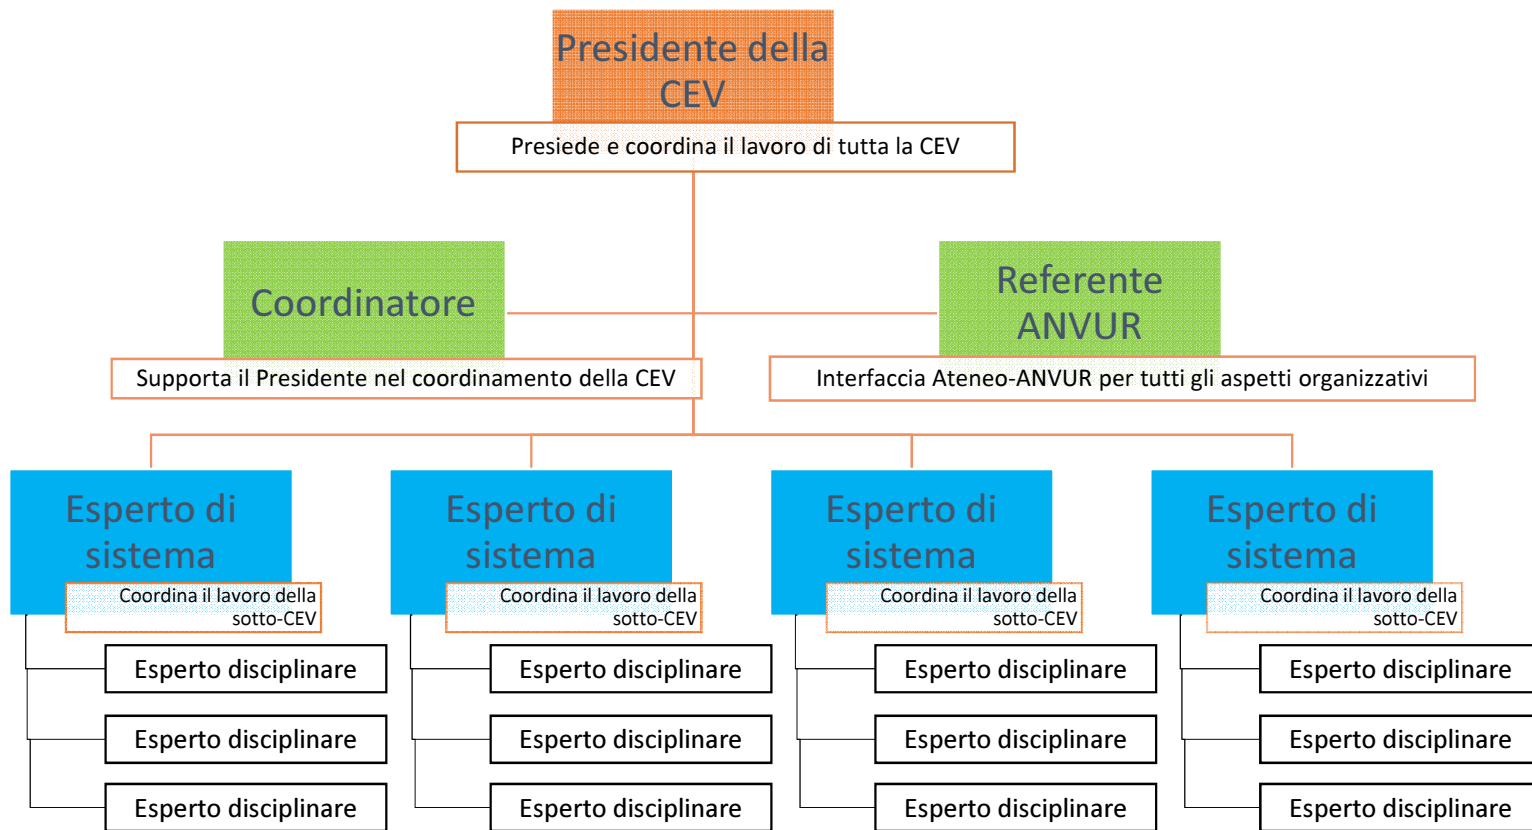 Presidente della
CEV
Presiede e coordina il lavoro di tutta la CEV
Coordinatore
Supporta il Presidente nel coordinamento della CEV
Referente
ANVUR
Interfaccia Ateneo-ANVUR per tutti gli aspetti organizzativi
Esperto di
sistema
Coordina il lavoro della
sotto-CEV
Esperto disciplinare
Esperto disciplinare
Esperto disciplinare
Esperto di
sistema
Coordina il lavoro della
sotto-CEV
Esperto disciplinare
Esperto disciplinare
Esperto disciplinare
Esperto di
sistema
Coordina il lavoro della
sotto-CEV
Esperto disciplinare
Esperto disciplinare
Esperto disciplinare
Esperto di
sistema
Coordina il lavoro della
sotto-CEV
Esperto disciplinare
Esperto disciplinare
Esperto disciplinare